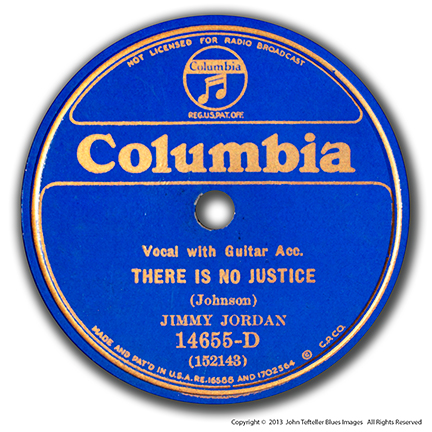 NOT LICENSED FOR RADIO BROADCAST
Columbia
REG.U.S.PAT.OFF.
Columbia
Vocal with Guitar Acc.
THERE IS NO JUSTICE
(Johnson)
JIMMY JORDAN
14655-D
(152143)
MADE AND PAT'D IN U.S.A. RE.16588 AND 1702564 © C.P.CO.
Copyright © 2013 John Tefteller Blues Images All Rights Reserved